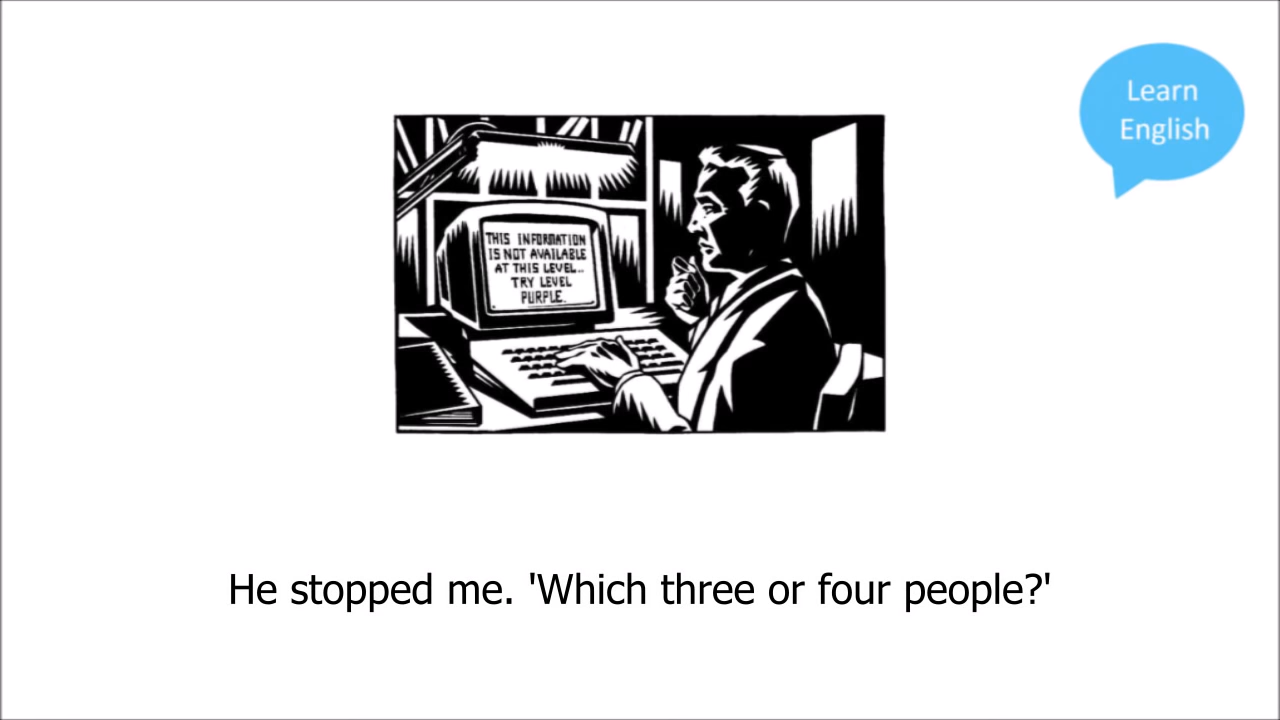 Learn
English
THIS INFORMATION
IS NOT AVAILABLE
AT THIS LEVEL..
TRY LEVEL
PURPLE.
He stopped me. 'Which three or four people?'